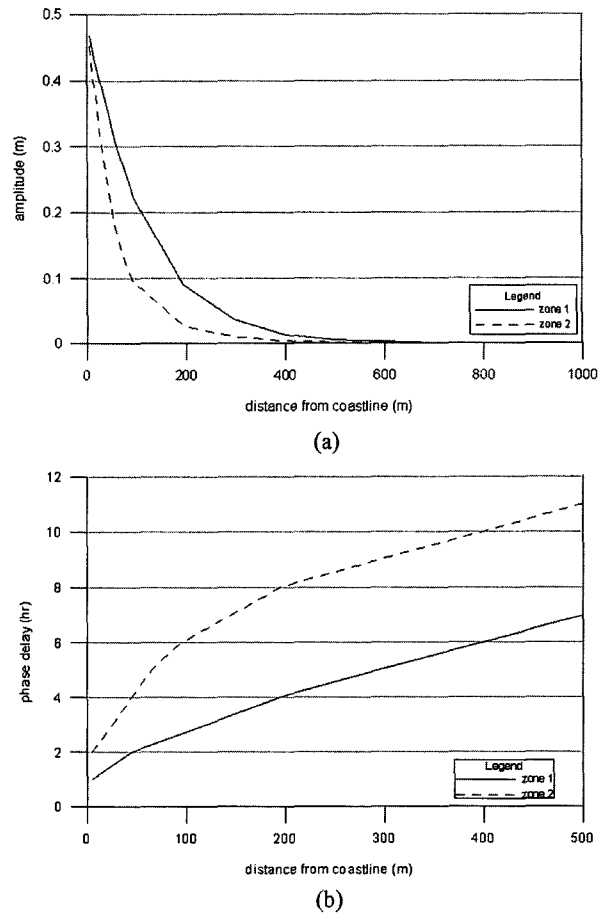 0.5
0.4
0.3
0.2
0.1
0
amplitude (m)
Legend
zone 1
zone 2
0 200 400 600 800 1000
distance from coastline (m)
(a)
12
10
8
6
4
2
0
phase delay (hr)
Legend
zone 1
zone 2
0 100 200 300 400 500
distance from coastline (m)
(b)